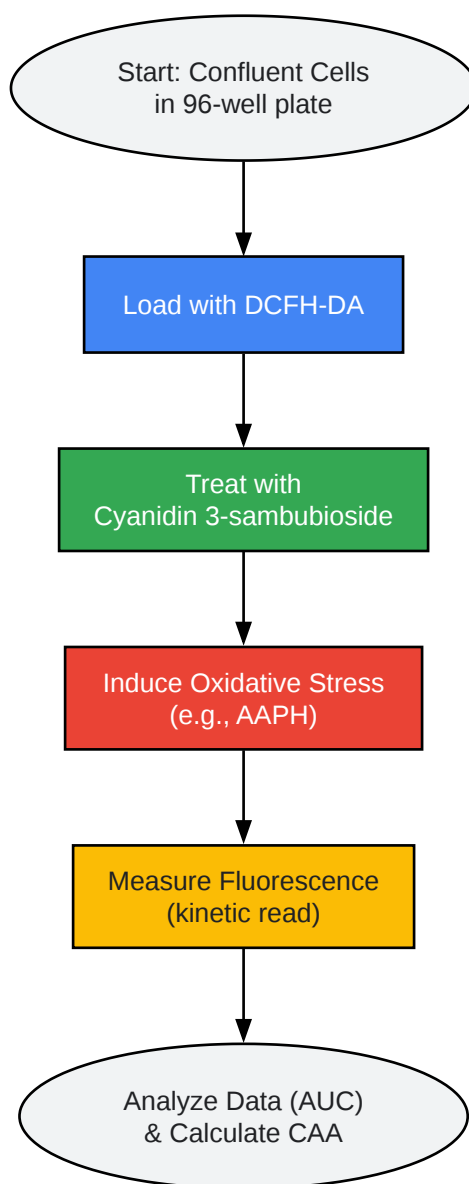 Start: Confluent Cells
in 96-well plate
Load with DCFH-DA
Treat with
Cyanidin 3-sambubioside
Induce Oxidative Stress
(e.g., AAPH)
Measure Fluorescence
(kinetic read)
Analyze Data (AUC)
& Calculate CAA